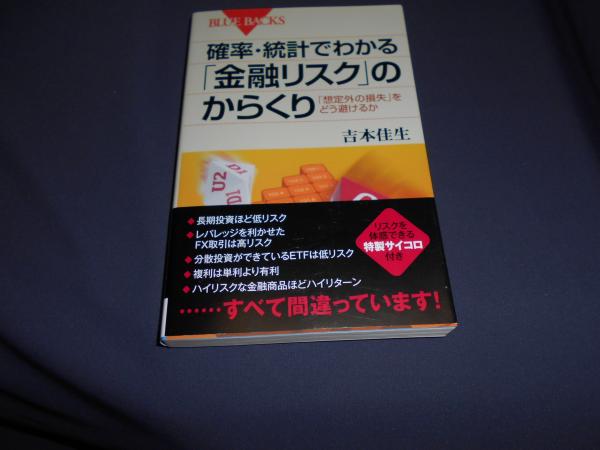 BLUE BACKS
確率・統計でわかる
「金融リスク」の
からくり
「想定外の損失」を
どう避けるか
吉本佳生
U2
D1
D1
◆長期投資ほど低リスク
◆レバレッジを利かせた
FX取引は高リスク
◆分散投資ができているETFは低リスク
◆複利は単利より有利
◆ハイリスクな金融商品ほどハイリターン
……すべて間違っています!
リスクを
体感できる
特製サイコロ
付き